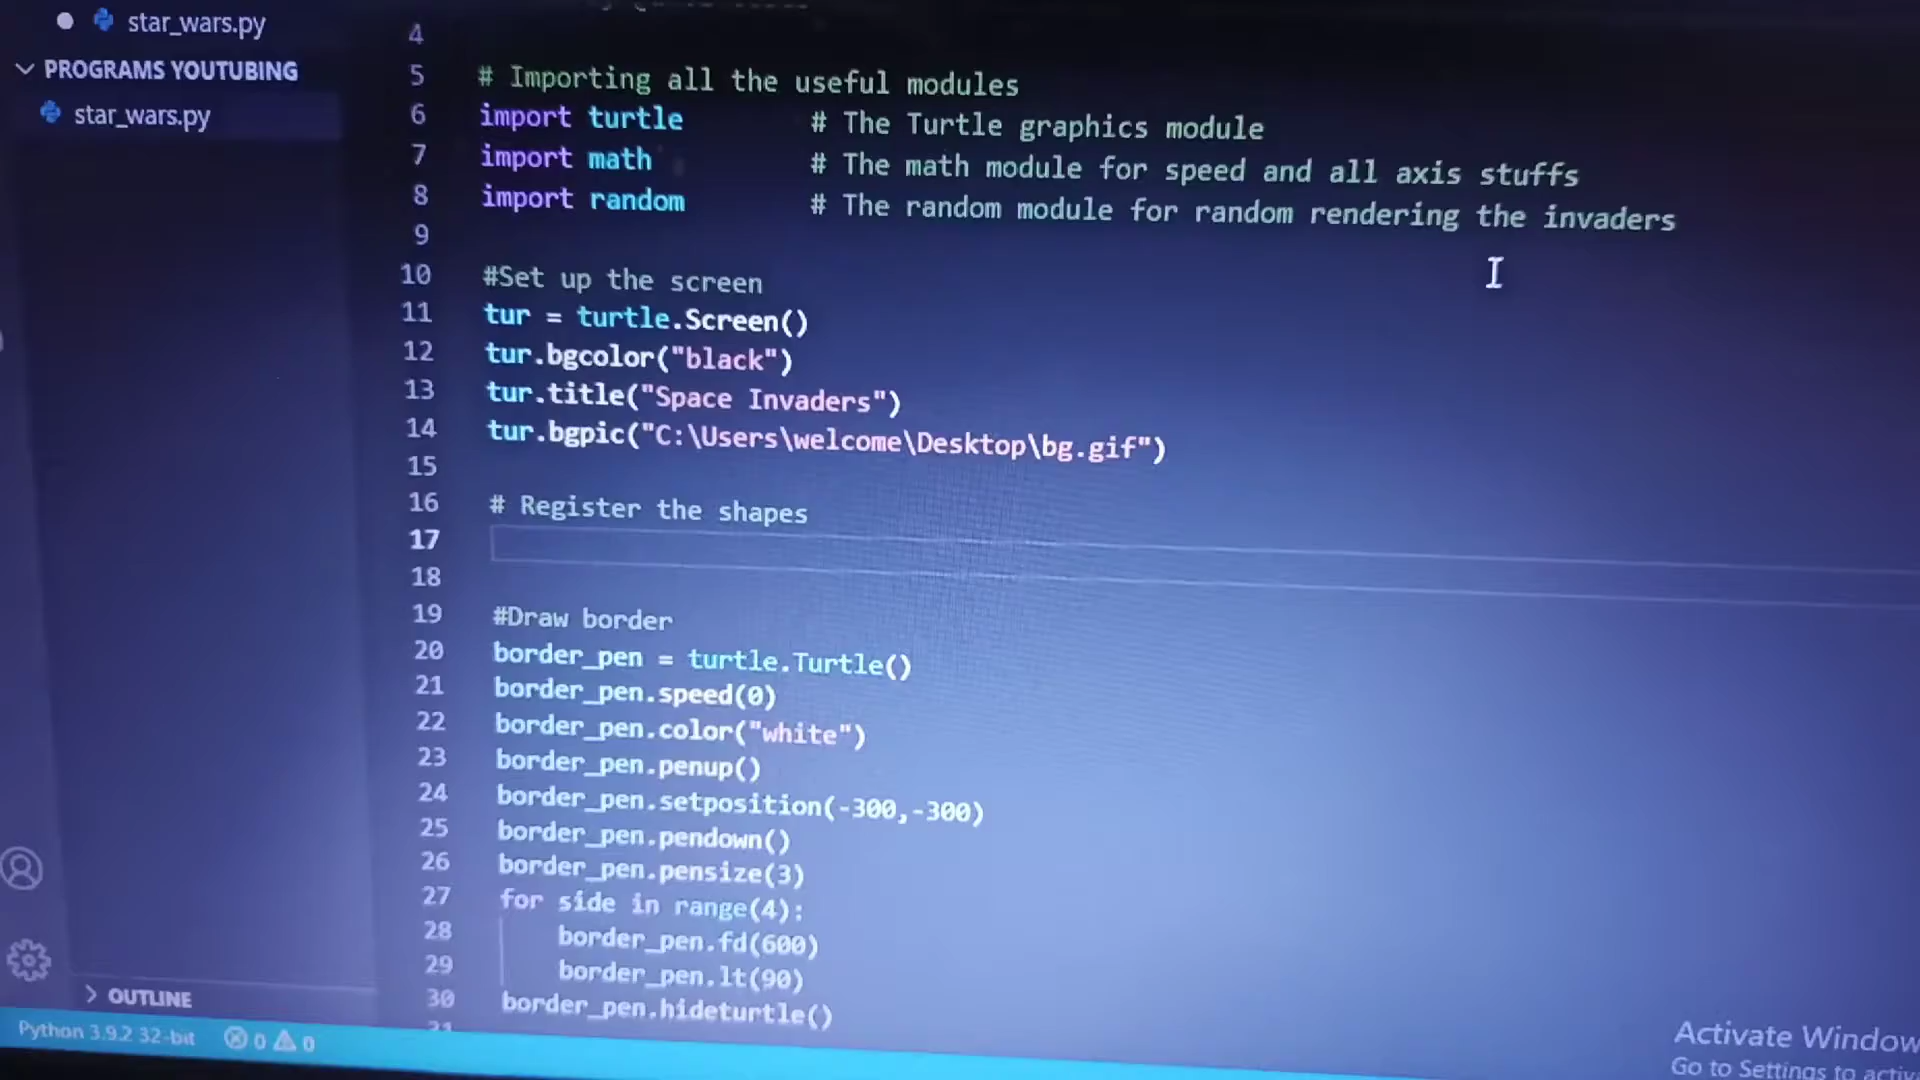 star_wars.py
PROGRAMS YOUTUBING
star_wars.py
4
5 # Importing all the useful modules
6 import turtle # The Turtle graphics module
7 import math # The math module for speed and all axis stuffs
8 import random # The random module for random rendering the invaders
9
10 #Set up the screen
11 tur = turtle.Screen()
12 tur.bgcolor("black")
13 tur.title("Space Invaders")
14 tur.bgpic("C:\Users\welcome\Desktop\bg.gif")
15
16 # Register the shapes
17
18
19 #Draw border
20 border_pen = turtle.Turtle()
21 border_pen.speed(0)
22 border_pen.color("white")
23 border_pen.penup()
24 border_pen.setposition(-300,-300)
25 border_pen.pendown()
26 border_pen.pensize(3)
27 for side in range(4):
28 border_pen.fd(600)
29 border_pen.lt(90)
30 border_pen.hideturtle()
31
OUTLINE
Python 3.9.2 32-bit 0 0
Activate Window
Go to Settings to activ